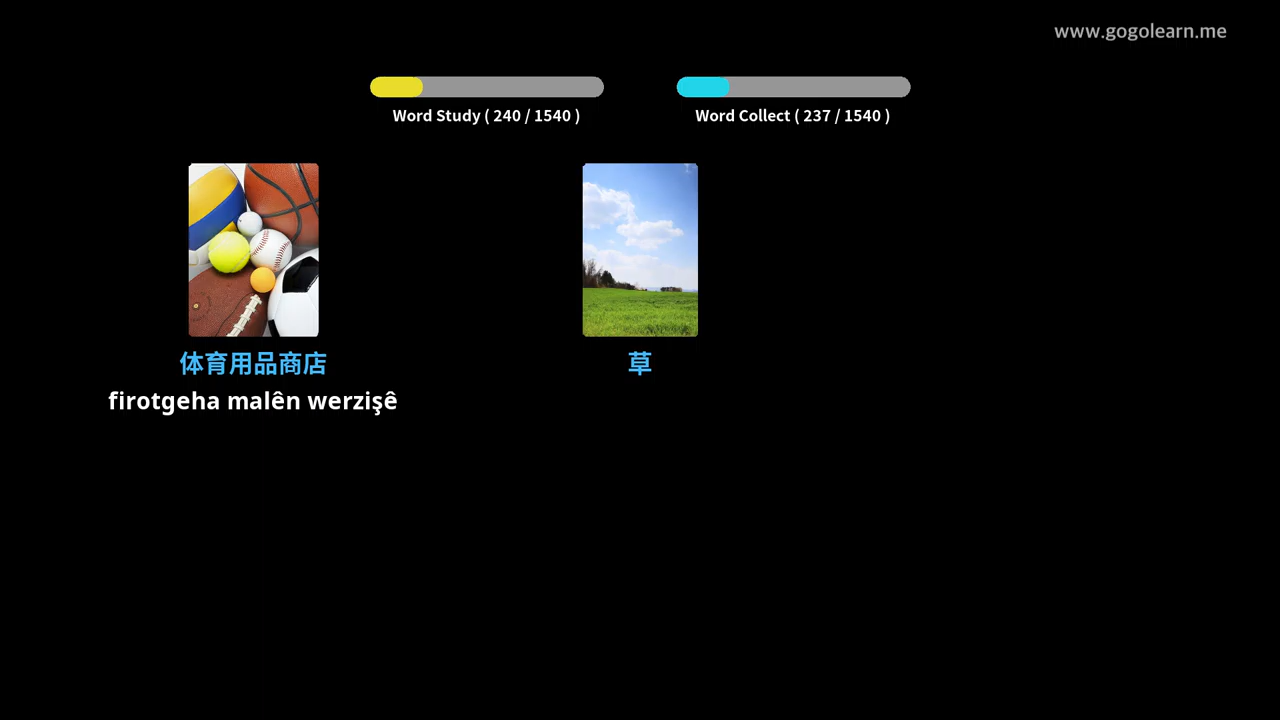 www.gogolearn.me
Word Study ( 240 / 1540 )
Word Collect ( 237 / 1540 )
体育用品商店
草
firotgeha malên werzişê